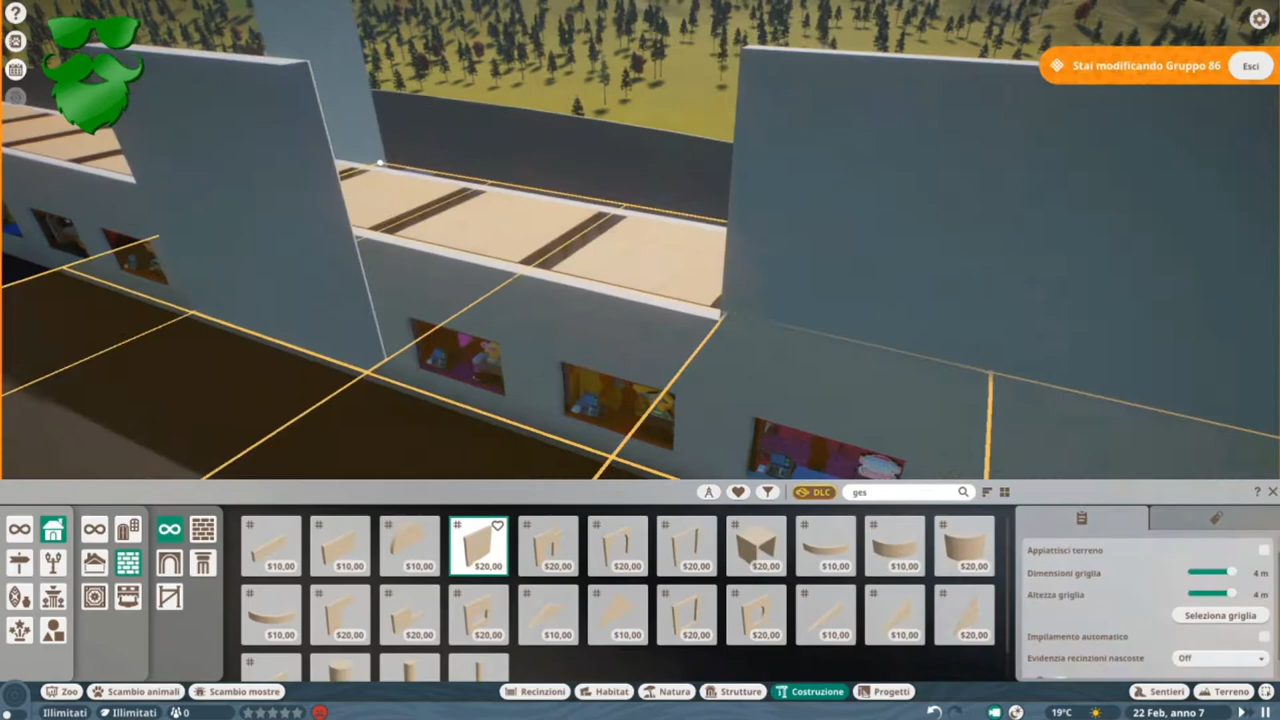 ?
Stai modificando Gruppo 86
Esci
DLC
ges
? ×
$10,00
$10,00
$10,00
$20,00
$20,00
$20,00
$20,00
$20,00
$10,00
$10,00
$20,00
$10,00
$20,00
$20,00
$20,00
$10,00
$10,00
$20,00
$20,00
$10,00
$10,00
$20,00
Appiattisci terreno
Dimensioni griglia
4 m
Altezza griglia
4 m
Seleziona griglia
Impilamento automatico
Evidenzia recinzioni nascoste
Off
Zoo
Scambio animali
Scambio mostre
Recinzioni
Habitat
Natura
Strutture
Costruzione
Progetti
Sentieri
Terreno
Illimitati
Illimitati
0
19°C
22 Feb, anno 7